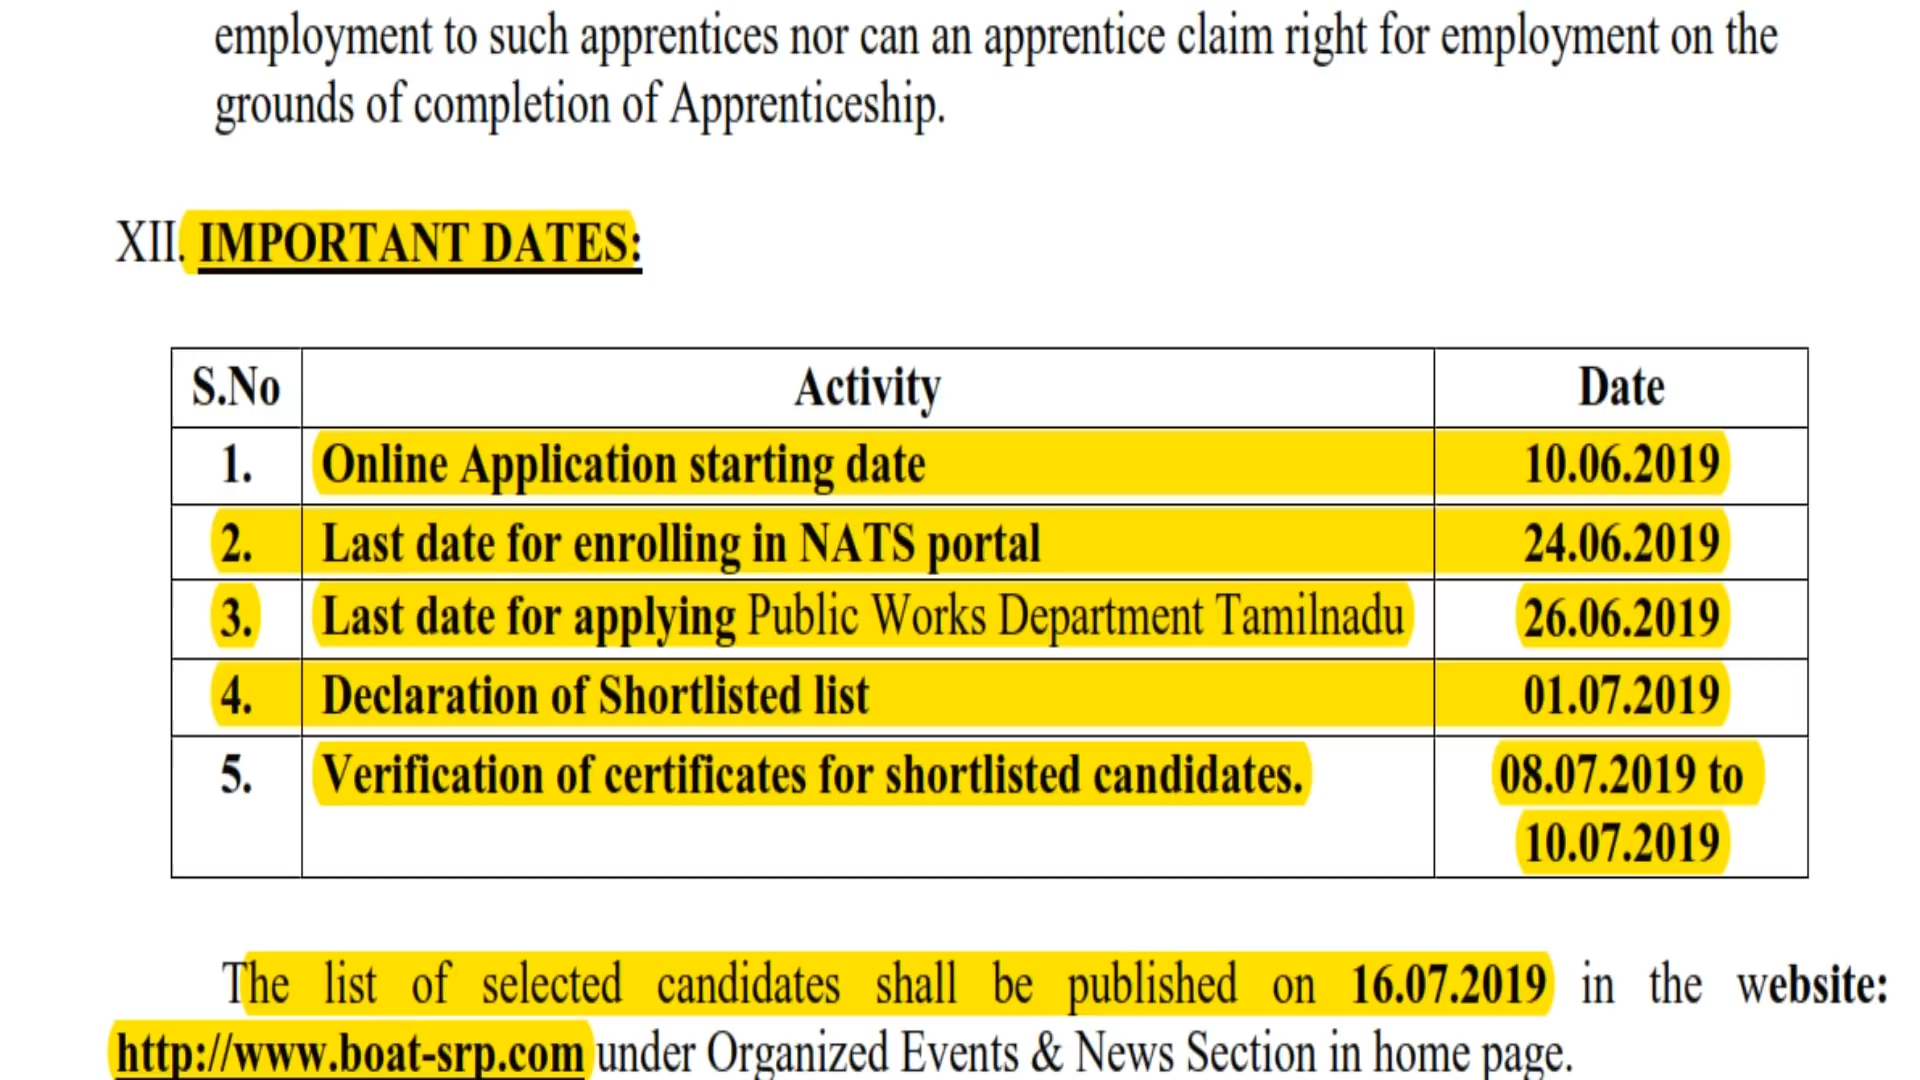 employment to such apprentices nor can an apprentice claim right for employment on the
grounds of completion of Apprenticeship.
XII. IMPORTANT DATES:
S.No Activity Date
1. Online Application starting date 10.06.2019
2. Last date for enrolling in NATS portal 24.06.2019
3. Last date for applying Public Works Department Tamilnadu 26.06.2019
4. Declaration of Shortlisted list 01.07.2019
5. Verification of certificates for shortlisted candidates. 08.07.2019 to
10.07.2019
The list of selected candidates shall be published on 16.07.2019 in the website:
http://www.boat-srp.com under Organized Events & News Section in home page.